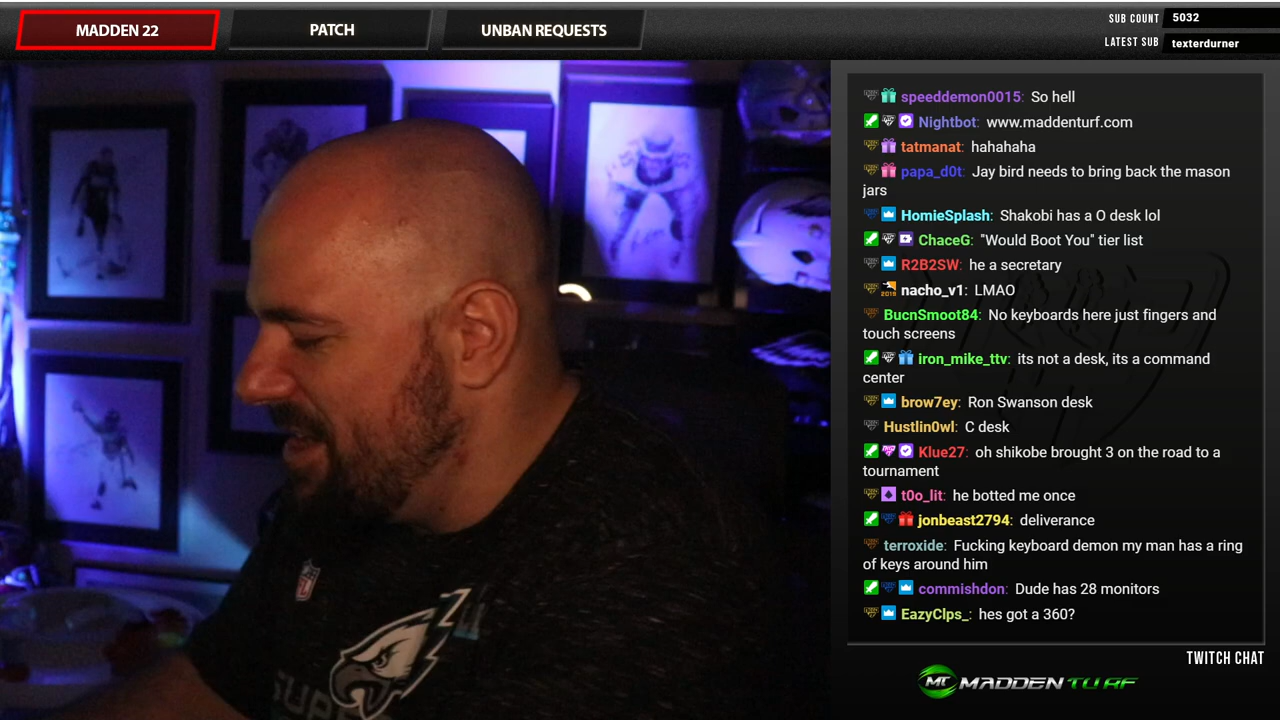 MADDEN 22
PATCH
UNBAN REQUESTS
SUB COUNT 5032
LATEST SUB texterdurner
speeddemon0015: So hell
Nightbot: www.maddenturf.com
tatmanat: hahahaha
papa_d0t: Jay bird needs to bring back the mason
jars
HomieSplash: Shakobi has a O desk lol
ChaceG: "Would Boot You" tier list
R2B2SW: he a secretary
nacho_v1: LMAO
BucnSmoot84: No keyboards here just fingers and
touch screens
iron_mike_ttv: its not a desk, its a command
center
brow7ey: Ron Swanson desk
Hustlin0wl: C desk
Klue27: oh shikobe brought 3 on the road to a
tournament
t0o_lit: he botted me once
jonbeast2794: deliverance
terroxide: Fucking keyboard demon my man has a ring
of keys around him
commishdon: Dude has 28 monitors
EazyClps_: hes got a 360?
TWITCH CHAT
MT MADDEN TURF
NFL
SUPER